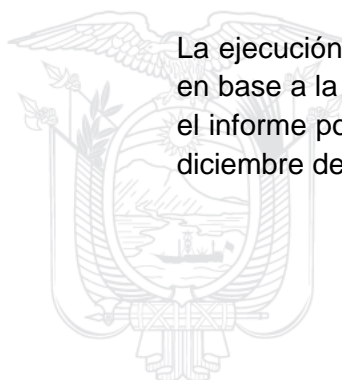 La ejecución
en base a la
el informe po
diciembre de